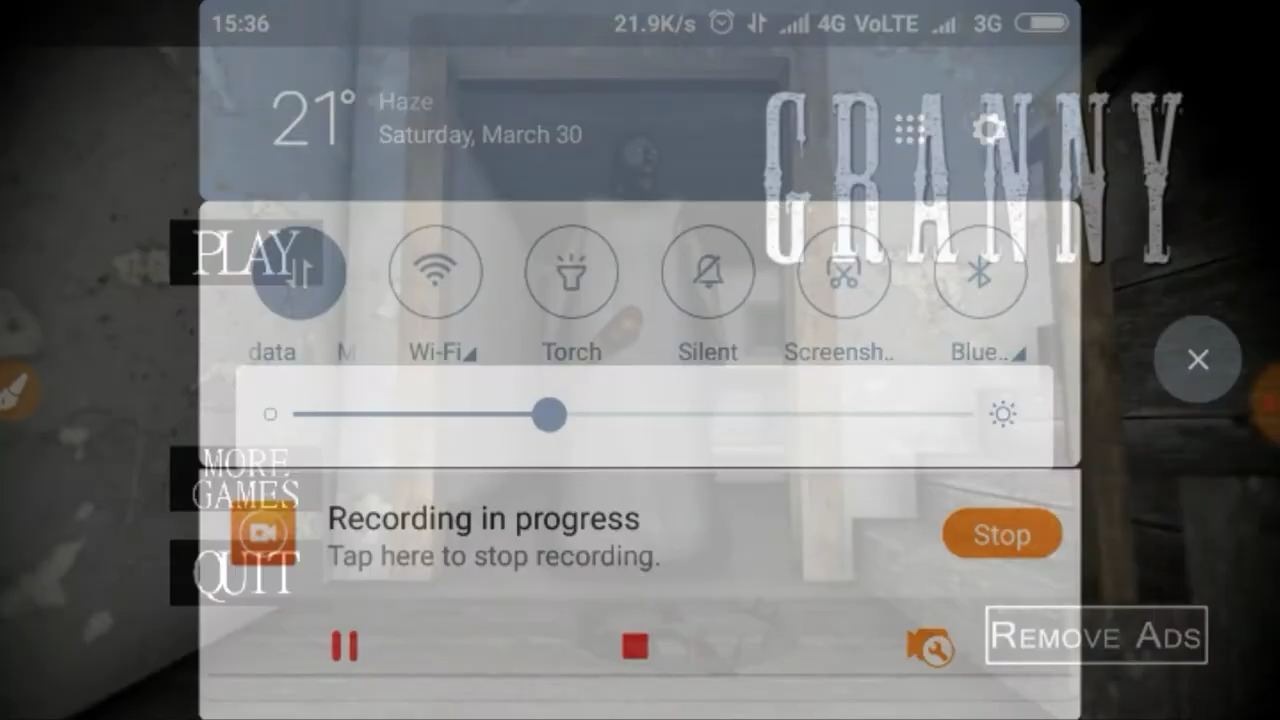 15:36 21.9K/s 4G VoLTE 3G
21° Haze
Saturday, March 30
GRANNY
PLAY
data M Wi-Fi Torch Silent Screensh.. Blue..
MORE
GAMES
Recording in progress
Tap here to stop recording.
Stop
QUIT
REMOVE ADS